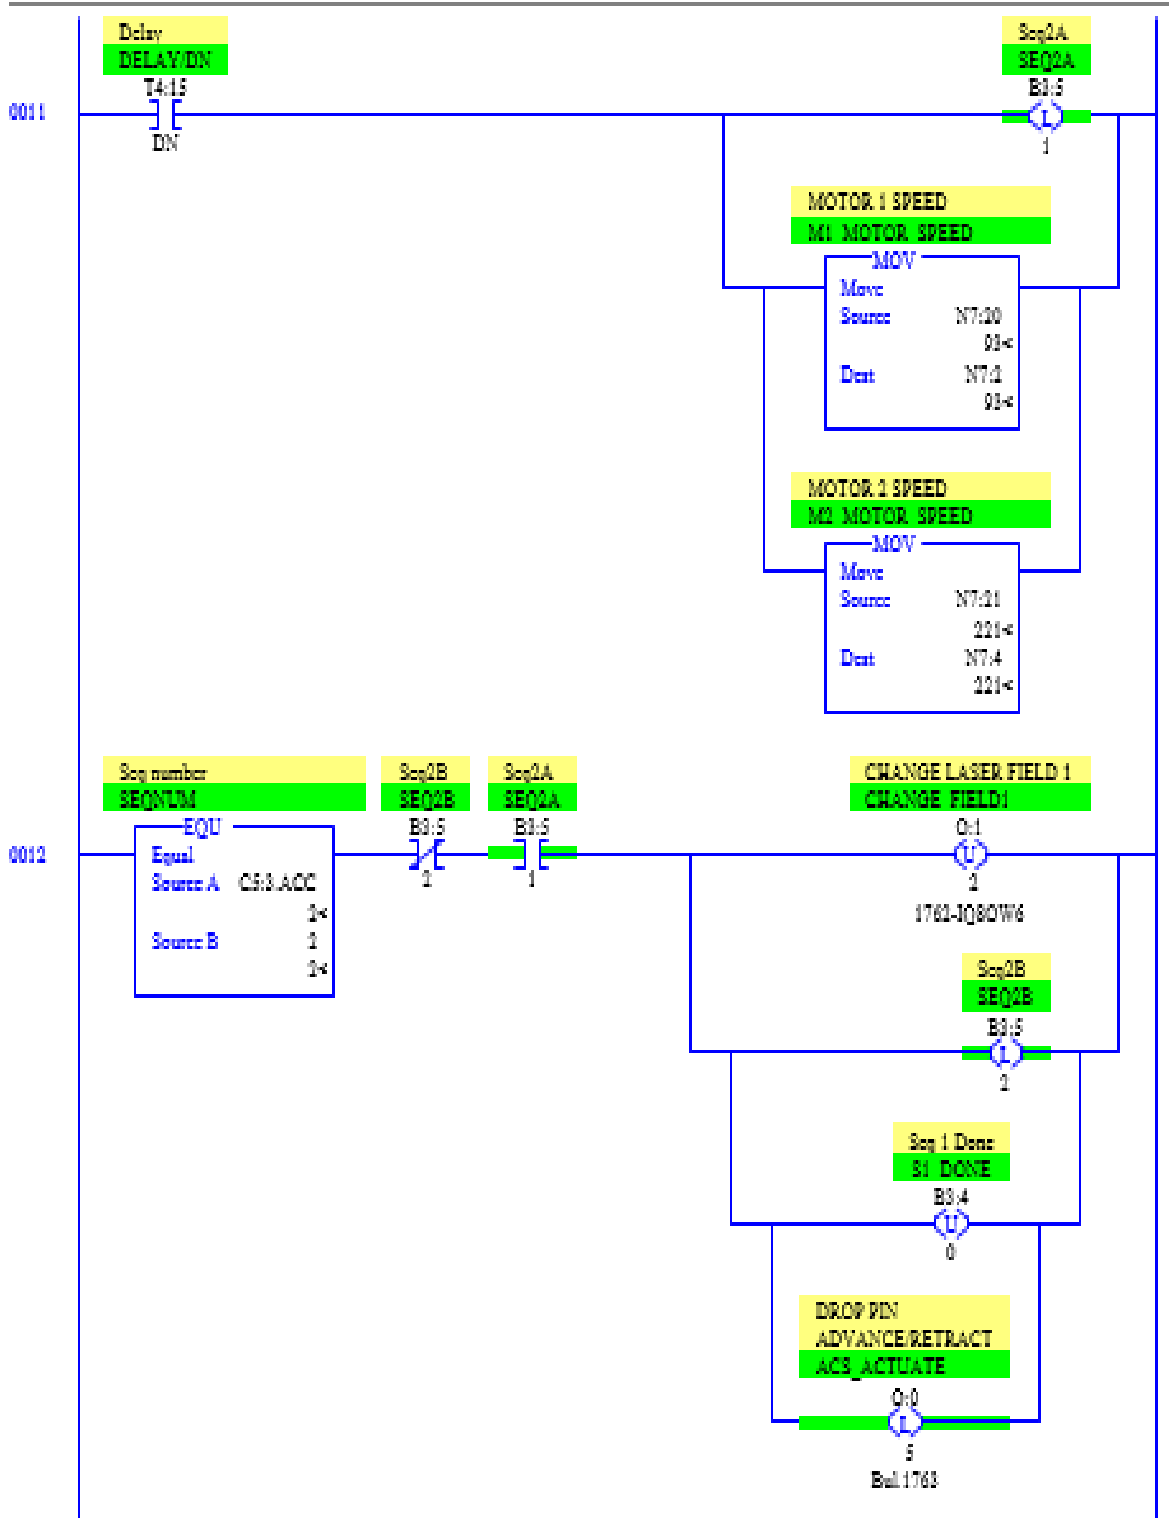 Delay
DELAY/DN
T4:15
DN
0011
Seq2A
SEQ2A
B3:5
L
1
MOTOR 1 SPEED
M1_MOTOR_SPEED
MOV
Move
Source N7:20
93<
Dest N7:2
93<
MOTOR 2 SPEED
M2_MOTOR_SPEED
MOV
Move
Source N7:21
221<
Dest N7:4
221<
0012
Seq number
SEQNUM
EQU
Equal
Source A C5:3.ACC
2<
Source B 2
2<
Seq2B
SEQ2B
B3:5
2
Seq2A
SEQ2A
B3:5
1
CHANGE LASER FIELD 1
CHANGE_FIELD1
O:1
U
2
1762-IQ8OW6
Seq2B
SEQ2B
B3:5
L
2
Seq 1 Done
S1_DONE
B3:4
U
0
DROP PIN
ADVANCE/RETRACT
ACS_ACTUATE
O:0
L
5
Bul.1763